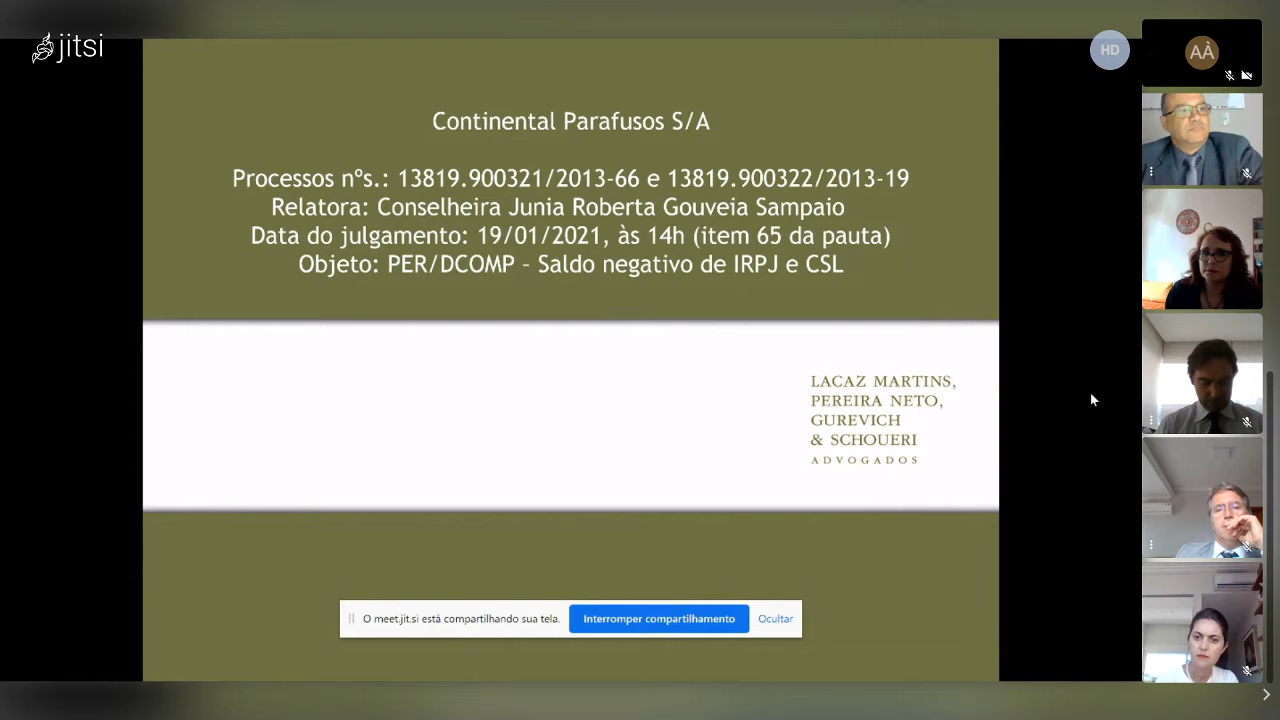 jitsi
HD
AÀ
Continental Parafusos S/A
Processos nºs.: 13819.900321/2013-66 e 13819.900322/2013-19
Relatora: Conselheira Junia Roberta Gouveia Sampaio
Data do julgamento: 19/01/2021, às 14h (item 65 da pauta)
Objeto: PER/DCOMP - Saldo negativo de IRPJ e CSL
LACAZ MARTINS,
PEREIRA NETO,
GUREVICH
& SCHOUERI
ADVOGADOS
O meet.jit.si está compartilhando sua tela. Interromper compartilhamento Ocultar